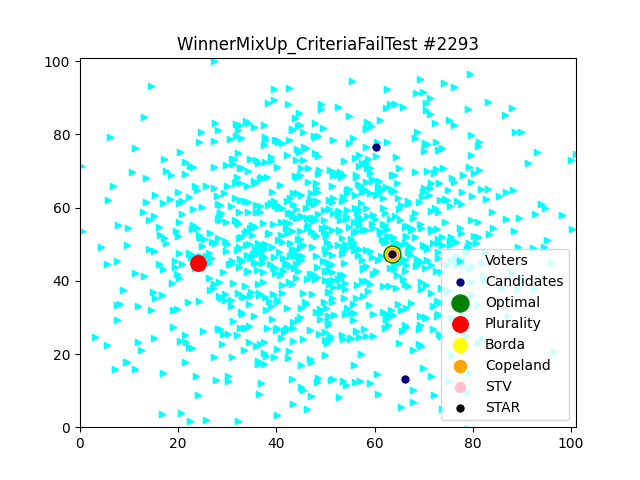 WinnerMixUp_CriteriaFailTest #2293
100
80
60
40
20
0
0
20
40
60
80
100
Voters
Candidates
Optimal
Plurality
Borda
Copeland
STV
STAR